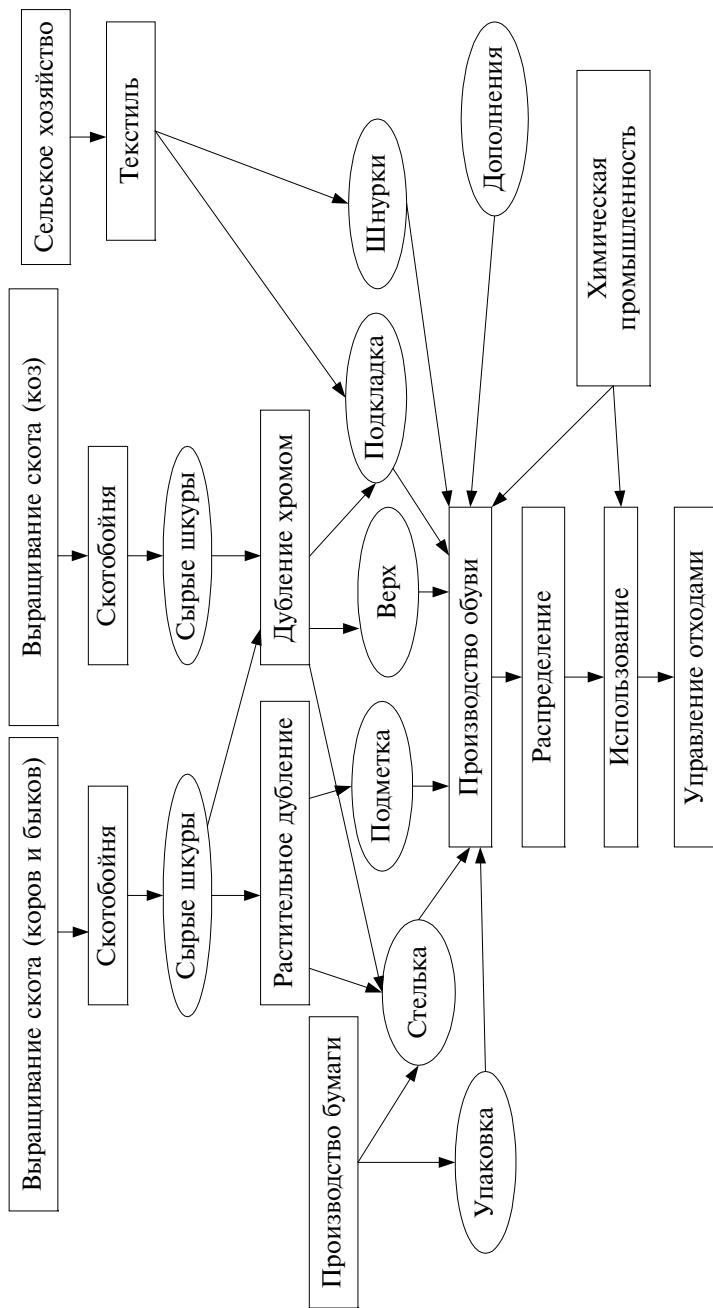 Выращивание скота (коров и быков)
Выращивание скота (коз)
Сельское хозяйство
Скотобойня
Скотобойня
Текстиль
Сырые шкуры
Сырые шкуры
Производство бумаги
Растительное дубление
Дубление хромом
Стелька
Подметка
Верх
Подкладка
Шнурки
Упаковка
Производство обуви
Дополнения
Распределение
Химическая
промышленность
Использование
Управление отходами